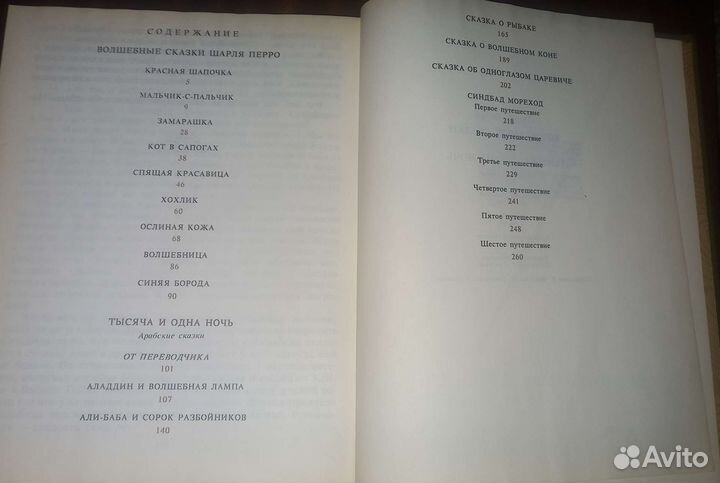 СОДЕРЖАНИЕ
ВОЛШЕБНЫЕ СКАЗКИ ШАРЛЯ ПЕРРО
КРАСНАЯ ШАПОЧКА
5
МАЛЬЧИК-С-ПАЛЬЧИК
9
ЗАМАРАШКА
28
КОТ В САПОГАХ
38
СПЯЩАЯ КРАСАВИЦА
46
ХОХЛИК
60
ОСЛИНАЯ КОЖА
68
ВОЛШЕБНИЦА
86
СИНЯЯ БОРОДА
90
ТЫСЯЧА И ОДНА НОЧЬ
Арабские сказки
ОТ ПЕРЕВОДЧИКА
101
АЛАДДИН И ВОЛШЕБНАЯ ЛАМПА
107
АЛИ-БАБА И СОРОК РАЗБОЙНИКОВ
140
СКАЗКА О РЫБАКЕ
165
СКАЗКА О ВОЛШЕБНОМ КОНЕ
189
СКАЗКА ОБ ОДНОГЛАЗОМ ЦАРЕВИЧЕ
202
СИНДБАД МОРЕХОД
Первое путешествие
218
Второе путешествие
222
Третье путешествие
229
Четвертое путешествие
241
Пятое путешествие
248
Шестое путешествие
260
Avito